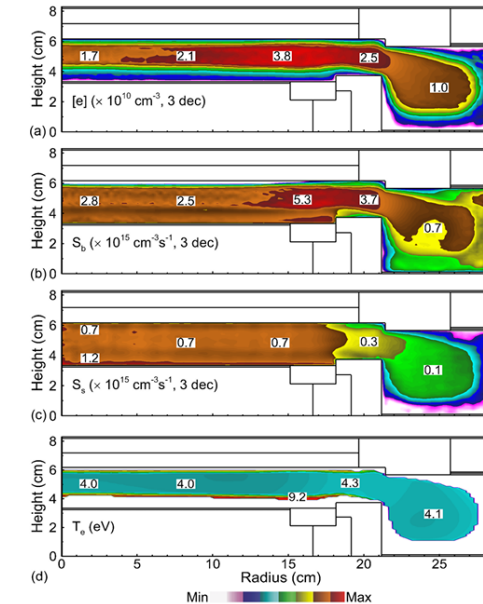 8
6
4
2
0
Height (cm)
1.7
2.1
3.8
2.5
1.0
[e] (× 10¹⁰ cm⁻³, 3 dec)
(a)
8
6
4
2
0
Height (cm)
2.8
2.5
5.3
3.7
0.7
S_b (× 10¹⁵ cm⁻³s⁻¹, 3 dec)
(b)
8
6
4
2
0
Height (cm)
0.7
0.7
0.7
0.3
1.2
0.1
S_s (× 10¹⁵ cm⁻³s⁻¹, 3 dec)
(c)
8
6
4
2
0
Height (cm)
4.0
4.0
4.3
9.2
4.1
T_e (eV)
(d)
0 5 10 15 20 25
Radius (cm)
Min Max